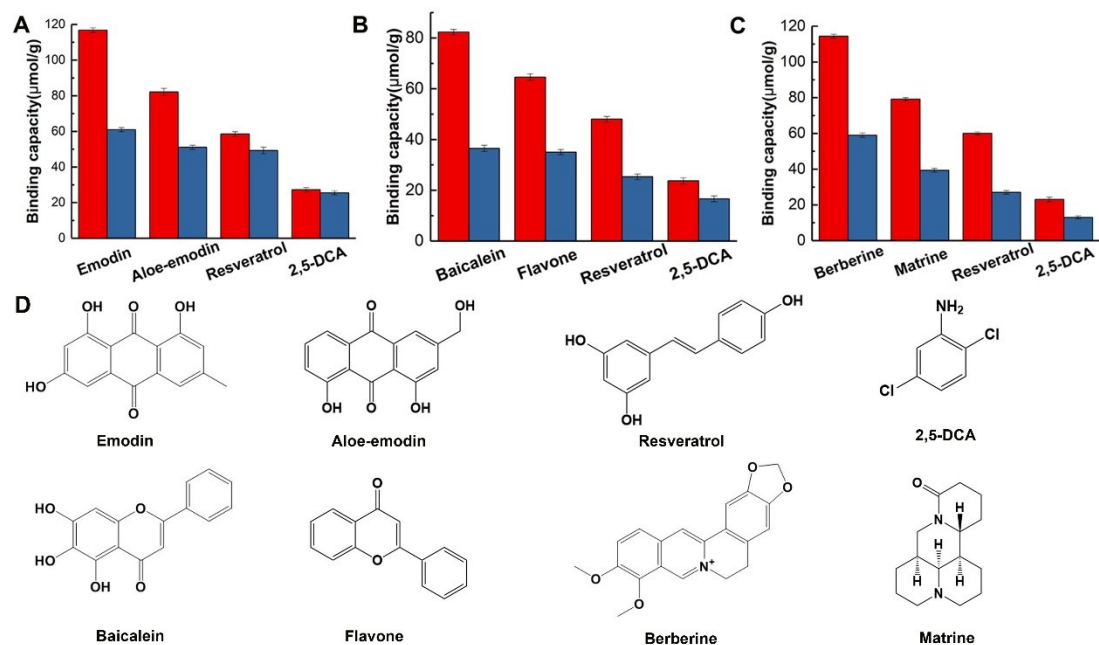 A
Binding capacity(μmol/g)
120
100
80
60
40
20
0
Emodin
Aloe-emodin
Resveratrol
2,5-DCA
B
Binding capacity(μmol/g)
80
60
40
20
0
Baicalein
Flavone
Resveratrol
2,5-DCA
C
Binding capacity(μmol/g)
120
100
80
60
40
20
0
Berberine
Matrine
Resveratrol
2,5-DCA
D
OH O OH
HO
O
Emodin
O OH
OH O OH
Aloe-emodin
OH
HO
OH
Resveratrol
NH₂
Cl
Cl
2,5-DCA
HO O
HO
OH O
Baicalein
O
O
Flavone
O
O
N⁺
O
O
Berberine
O
N H
H
H H
N
Matrine